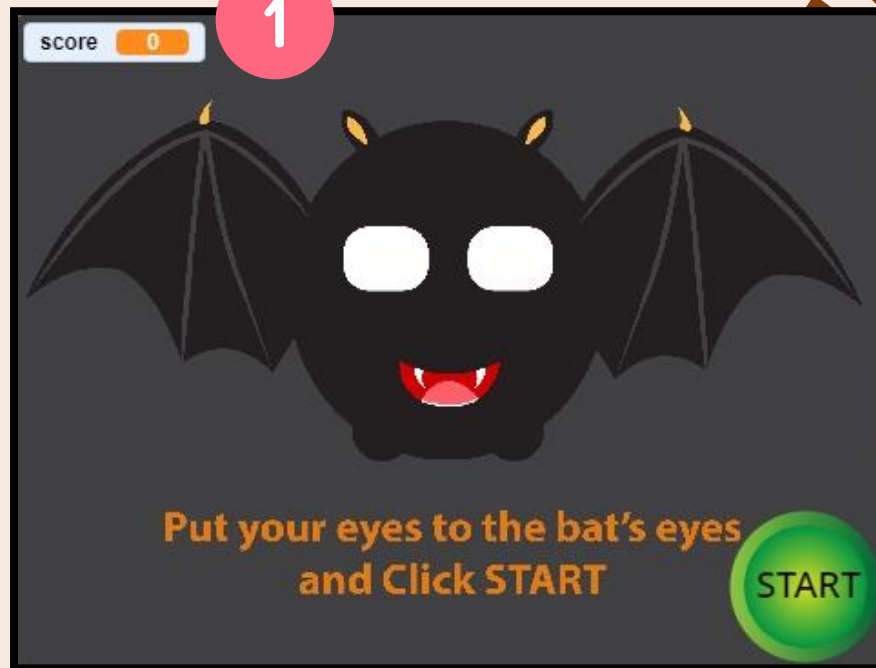 1
score 0
Put your eyes to the bat's eyes
and Click START
START